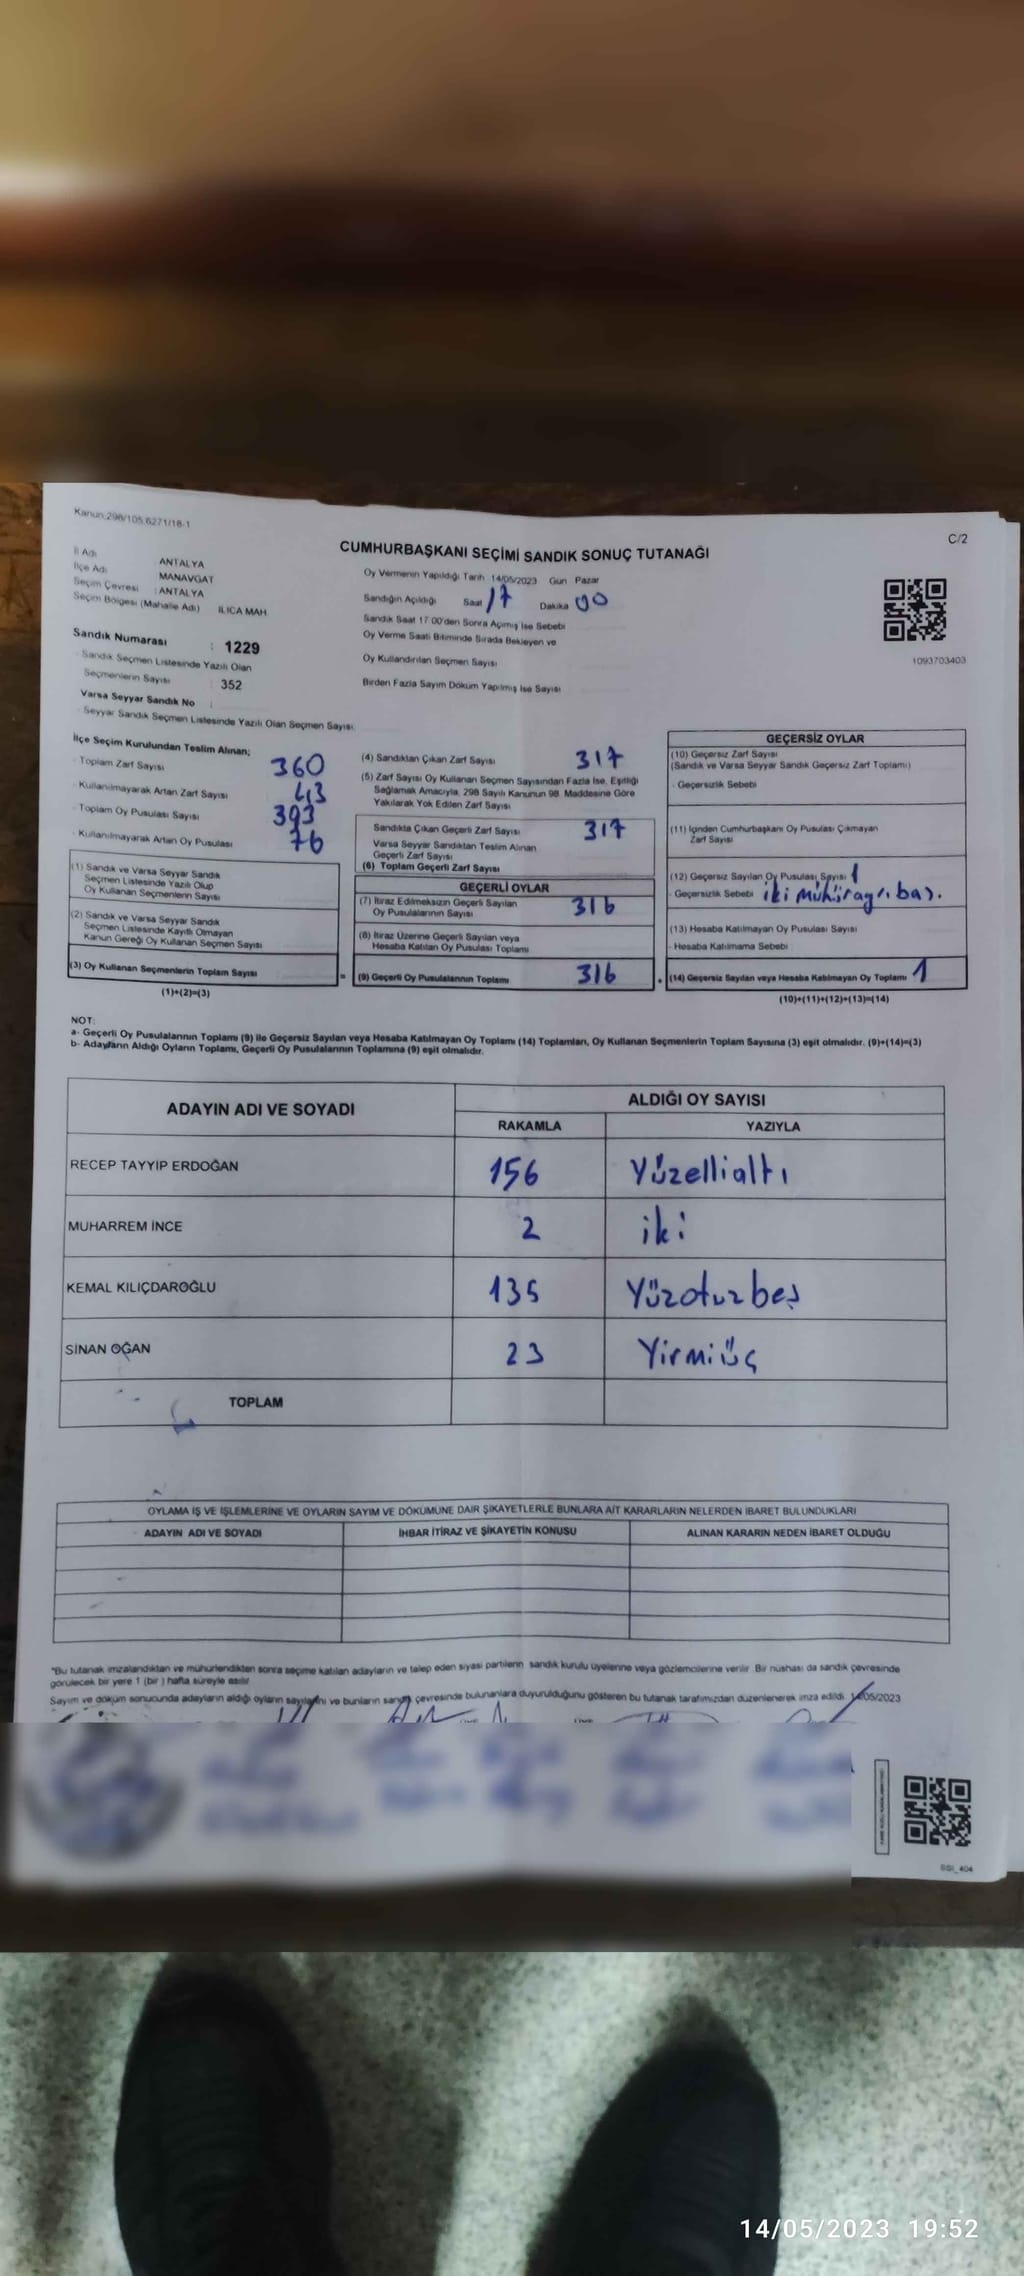 Kanun:298/105,6271/18-1
C/2
CUMHURBAŞKANI SEÇİMİ SANDIK SONUÇ TUTANAĞI
İl Adı : ANTALYA
İlçe Adı : MANAVGAT
Seçim Çevresi : ANTALYA
Seçim Bölgesi (Mahalle Adı) ILICA MAH.
Sandık Numarası : 1229
- Sandık Seçmen Listesinde Yazılı Olan
Seçmenlerin Sayısı : 352
Varsa Seyyar Sandık No :
- Seyyar Sandık Seçmen Listesinde Yazılı Olan Seçmen Sayısı:
Oy Vermenin Yapıldığı Tarih 14/05/2023 Gün Pazar
Sandığın Açıldığı Saat 17 Dakika 00
Sandık Saat 17.00'den Sonra Açımış İse Sebebi
Oy Verme Saati Bitiminde Sırada Bekleyen ve
Oy Kullandırılan Seçmen Sayısı
Birden Fazla Sayım Döküm Yapılmış İse Sayısı
1093703403
İlçe Seçim Kurulundan Teslim Alınan;
- Toplam Zarf Sayısı 360
- Kullanılmayarak Artan Zarf Sayısı 43
- Toplam Oy Pusulası Sayısı 393
- Kullanılmayarak Artan Oy Pusulası 76
(1) Sandık ve Varsa Seyyar Sandık
Seçmen Listesinde Yazılı Olup
Oy Kullanan Seçmenlerin Sayısı
(2) Sandık ve Varsa Seyyar Sandık
Seçmen Listesinde Kayıtlı Olmayan
Kanun Gereği Oy Kullanan Seçmen Sayısı
(3) Oy Kullanan Seçmenlerin Toplam Sayısı
(1)+(2)=(3)
(4) Sandıktan Çıkan Zarf Sayısı 317
(5) Zarf Sayısı Oy Kullanan Seçmen Sayısından Fazla İse, Eşitliği
Sağlamak Amacıyla, 298 Sayılı Kanunun 98. Maddesine Göre
Yakılarak Yok Edilen Zarf Sayısı
Sandıkta Çıkan Geçerli Zarf Sayısı 317
Varsa Seyyar Sandıktan Teslim Alınan
Geçerli Zarf Sayısı
(6) Toplam Geçerli Zarf Sayısı
GEÇERLİ OYLAR
(7) İtiraz Edilmeksizin Geçerli Sayılan
Oy Pusulalarının Sayısı 316
(8) İtiraz Üzerine Geçerli Sayılan veya
Hesaba Katılan Oy Pusulası Toplamı
= (9) Geçerli Oy Pusulalarının Toplamı 316
GEÇERSİZ OYLAR
(10) Geçersiz Zarf Sayısı
(Sandık ve Varsa Seyyar Sandık Geçersiz Zarf Toplamı)
- Geçersizlik Sebebi
(11) İçinden Cumhurbaşkanı Oy Pusulası Çıkmayan
Zarf Sayısı
(12) Geçersiz Sayılan Oy Pusulası Sayısı 1
- Geçersizlik Sebebi iki mühür
(13) Hesaba Katılmayan Oy Pusulası Sayısı
- Hesaba Katılmama Sebebi
+ (14) Geçersiz Sayılan veya Hesaba Katılmayan Oy Toplamı 1
(10)+(11)+(12)+(13)=(14)
NOT:
a- Geçerli Oy Pusulalarının Toplamı (9) ile Geçersiz Sayılan veya Hesaba Katılmayan Oy Toplamı (14) Toplamları, Oy Kullanan Seçmenlerin Toplam Sayısına (3) eşit olmalıdır. (9)+(14)=(3)
b- Adayların Aldığı Oyların Toplamı, Geçerli Oy Pusulalarının Toplamına (9) eşit olmalıdır.
ADAYIN ADI VE SOYADI
ALDIĞI OY SAYISI
RAKAMLA YAZIYLA
RECEP TAYYIP ERDOĞAN 156 Yüzellialtı
MUHARREM İNCE 2 iki
KEMAL KILIÇDAROĞLU 135 Yüzotuzbeş
SİNAN OĞAN 23 Yirmiüç
TOPLAM
OYLAMA İŞ VE İŞLEMLERİNE VE OYLARIN SAYIM VE DÖKÜMÜNE DAİR ŞİKAYETLERLE BUNLARA AİT KARARLARIN NELERDEN İBARET BULUNDUKLARI
ADAYIN ADI VE SOYADI İHBAR İTİRAZ VE ŞİKAYETİN KONUSU ALINAN KARARIN NEDEN İBARET OLDUĞU
*Bu tutanak imzalandıktan ve mühürlendikten sonra seçime katılan adayların ve talep eden siyasi partilerin sandık kurulu üyelerine veya gözlemcilerine verilir. Bir nushası da sandık çevresinde
görülecek bir yere 1 (bir) hafta süreyle asılır
Sayım ve döküm sonucunda adayların aldığı oyların sayılarını ve bunların sandık çevresinde bulunanlara duyurulduğunu gösteren bu tutanak tarafımızdan düzenlenerek imza edildi. 14/05/2023
SSI_404
14/05/2023 19:52